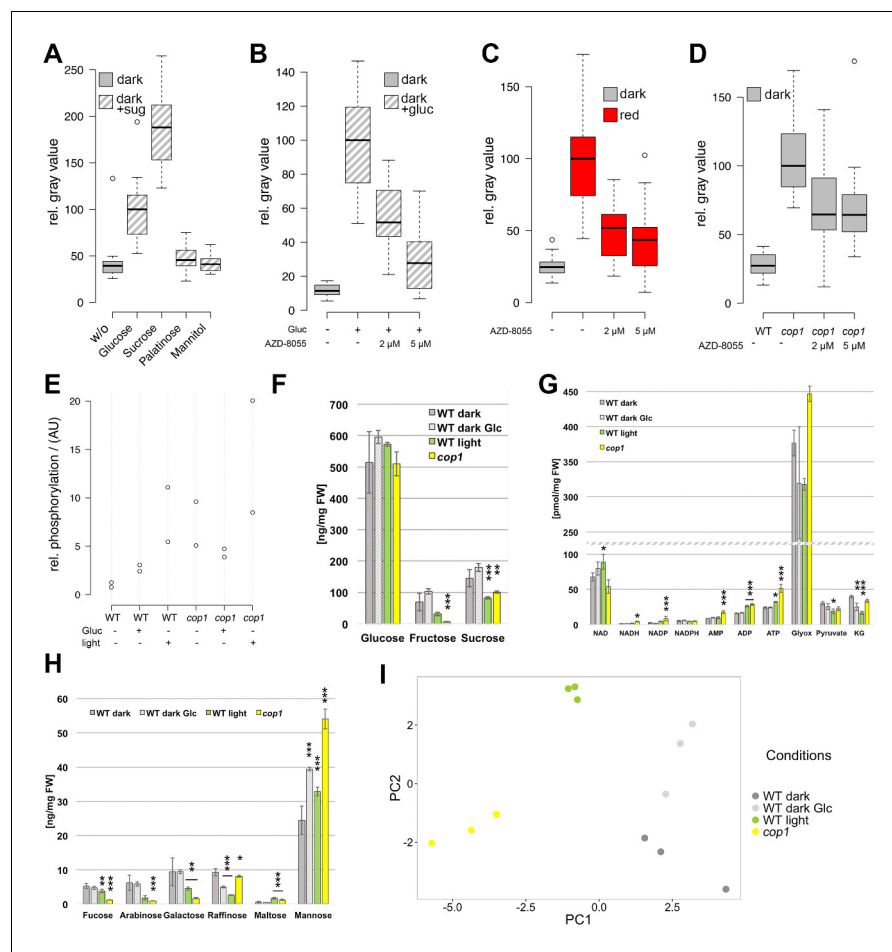 A
rel. gray value
250
200
150
100
50
0
dark
dark
+sug
w/o
Glucose
Sucrose
Palatinose
Mannitol
B
rel. gray value
140
120
100
80
60
40
20
0
dark
dark
+gluc
Gluc - + + +
AZD-8055 - - 2 µM 5 µM
C
rel. gray value
150
100
50
0
dark
red
AZD-8055 - - 2 µM 5 µM
D
rel. gray value
150
100
50
0
dark
WT cop1 cop1 cop1
AZD-8055 - - 2 µM 5 µM
E
rel. phosphorylation / (AU)
20
15
10
5
0
WT WT WT cop1 cop1 cop1
Gluc - + - - + -
light - - + - - +
F
[ng/mg FW]
700
600
500
400
300
200
100
0
WT dark
WT dark Glc
WT light
cop1
*** *** **
Glucose Fructose Sucrose
G
[pmol/mg FW]
450
400
350
300
250
100
50
0
WT dark
WT dark Glc
WT light
cop1
* * *** *** *** * *** * *** ***
NAD NADH NADP NADPH AMP ADP ATP Glyox Pyruvate KG
H
[ng/mg FW]
60
50
40
30
20
10
0
WT dark WT dark Glc WT light cop1
** *** *** ** *** * *** *** *** ***
Fucose Arabinose Galactose Raffinose Maltose Mannose
I
PC2
2
0
-2
-5.0 -2.5 0.0 2.5
PC1
Conditions
WT dark
WT dark Glc
WT light
cop1